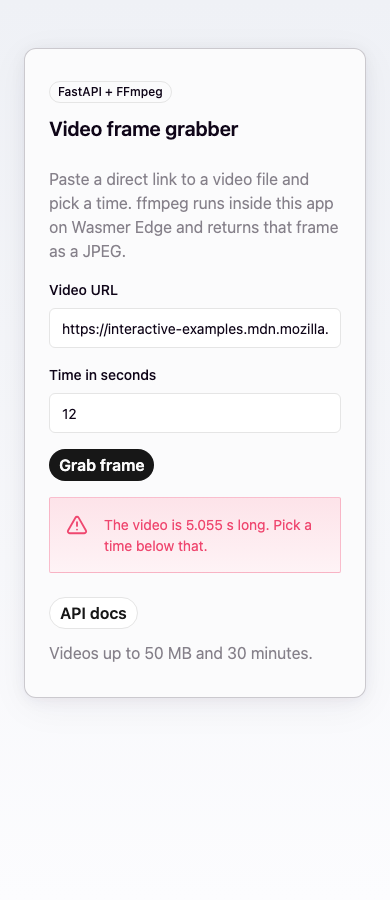 FastAPI + FFmpeg
Video frame grabber
Paste a direct link to a video file and
pick a time. ffmpeg runs inside this app
on Wasmer Edge and returns that frame
as a JPEG.
Video URL
https://interactive-examples.mdn.mozilla.
Time in seconds
12
Grab frame
The video is 5.055 s long. Pick a
time below that.
API docs
Videos up to 50 MB and 30 minutes.